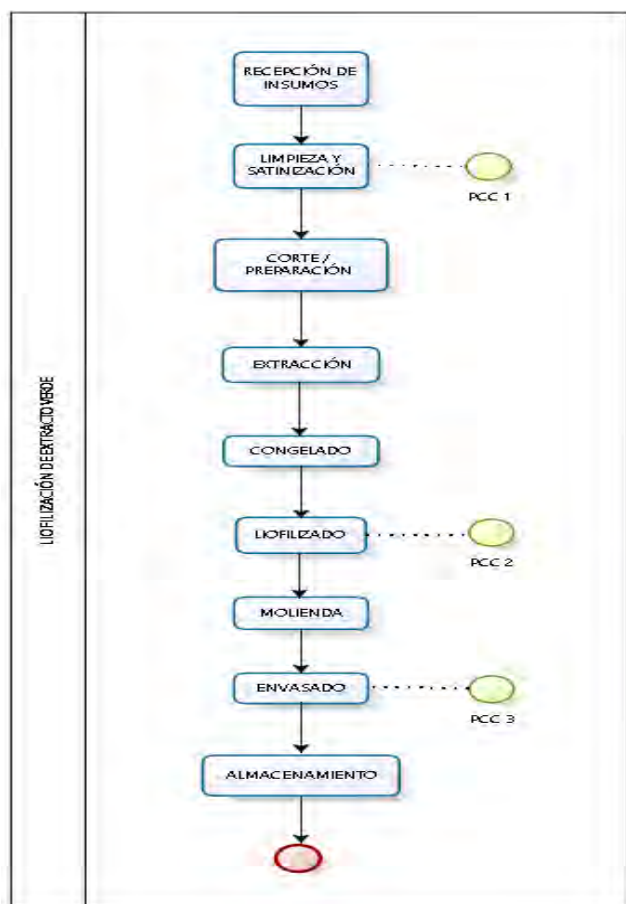 LIOFILIZACIÓN DE EXTRACTO VERDE
RECEPCIÓN DE
INSUMOS
LIMPIEZA Y
SATINIZACIÓN
PCC 1
CORTE /
PREPARACIÓN
EXTRACCIÓN
CONGELADO
LIOFILIZADO
PCC 2
MOLIENDA
ENVASADO
PCC 3
ALMACENAMIENTO